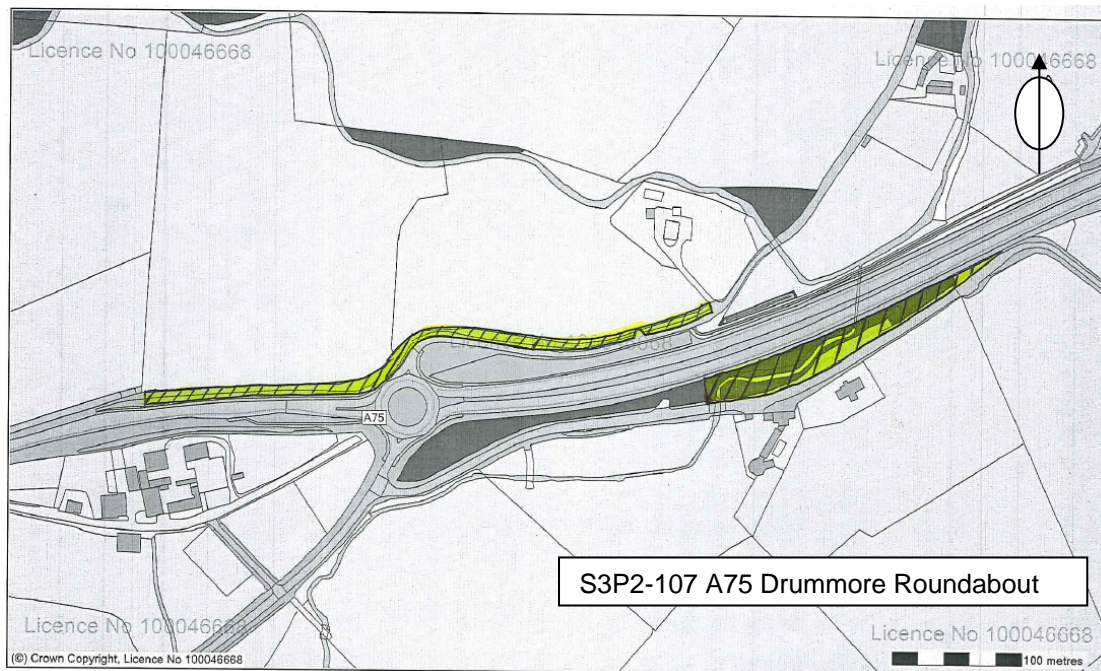 Licence No 100046668
Licence No 100046668
A75
S3P2-107 A75 Drummore Roundabout
Licence No 100046668
Licence No 100046668
(©) Crown Copyright, Licence No 100046668
100 metres